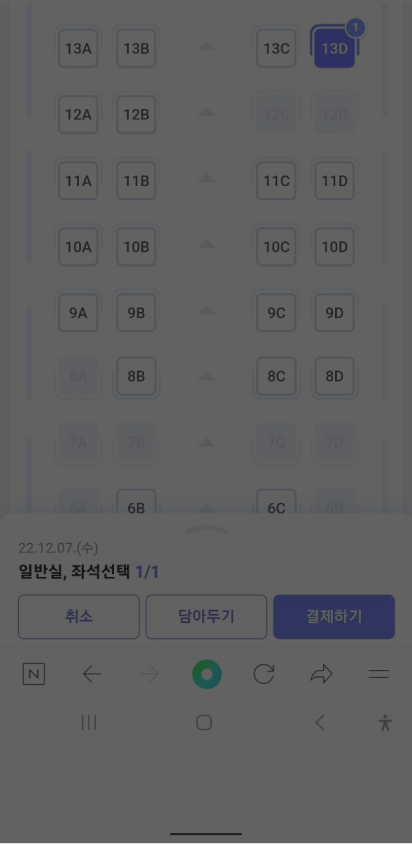 1
13A 13B 13C 13D
12A 12B 12C 12D
11A 11B 11C 11D
10A 10B 10C 10D
9A 9B 9C 9D
8A 8B 8C 8D
7A 7B 7C 7D
6A 6B 6C 6D
22.12.07.(수)
일반실, 좌석선택 1/1
취소 담아두기 결제하기
N